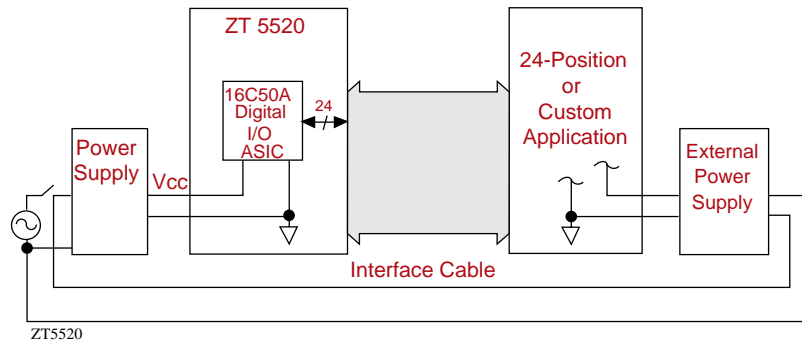 ZT 5520
16C50A
Digital
I/O
ASIC
24
24-Position
or
Custom
Application
Power
Supply
Vcc
External
Power
Supply
Interface Cable
ZT5520